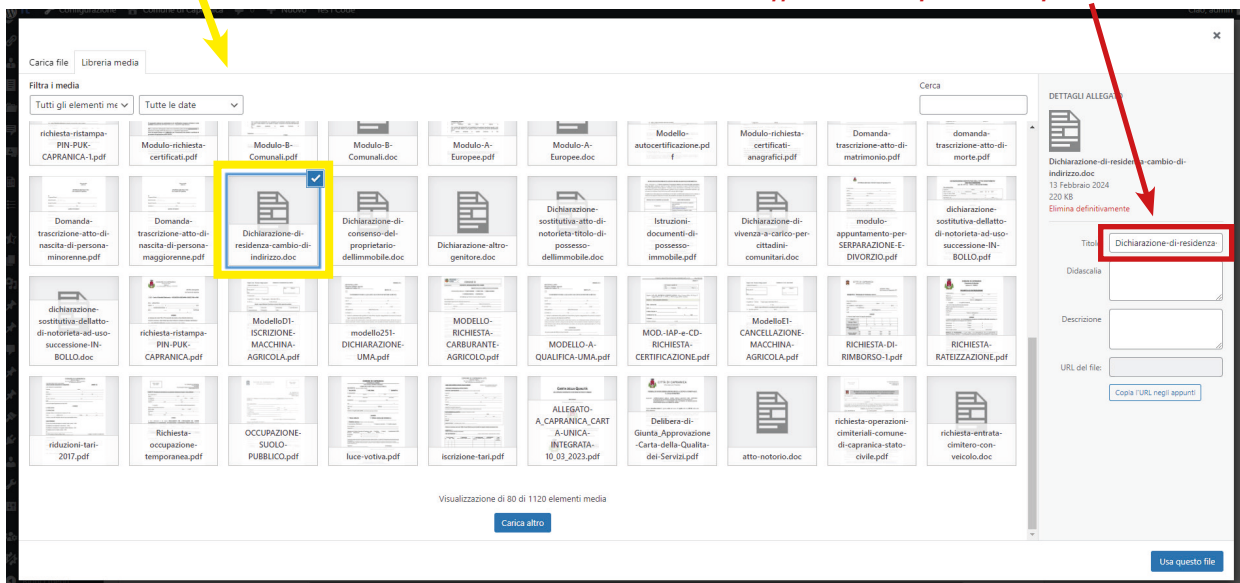 Configurazione
Comune di Capranica
Nuovo
Ciao, admin
×
Carica file
Libreria media
Filtra i media
Tutti gli elementi me
Tutte le date
Cerca
richiesta-ristampa-
PIN-PUK-
CAPRANICA-1.pdf
Modulo-richiesta-
certificati.pdf
Modulo-B-
Comunali.pdf
Modulo-B-
Comunali.doc
Modulo-A-
Europee.pdf
Modulo-A-
Europee.doc
Modello-
autocertificazione.pd
f
Modulo-richiesta-
certificati-
anagrafici.pdf
Domanda-
trascrizione-atto-di-
matrimonio.pdf
domanda-
trascrizione-atto-di-
morte.pdf
Domanda-
trascrizione-atto-di-
nascita-di-persona-
minorenne.pdf
Domanda-
trascrizione-atto-di-
nascita-di-persona-
maggiorenne.pdf
Dichiarazione-di-
residenza-cambio-di-
indirizzo.doc
Dichiarazione-di-
consenso-del-
proprietario-
dellimmobile.doc
Dichiarazione-altro-
genitore.doc
Dichiarazione-
sostitutiva-atto-di-
notorieta-titolo-di-
possesso-
dellimmobile.doc
Istruzioni-
documenti-di-
possesso-
immobile.pdf
Dichiarazione-di-
vivenza-a-carico-per-
cittadini-
comunitari.doc
modulo-
appuntamento-per-
SERPARAZIONE-E-
DIVORZIO.pdf
dichiarazione-
sostitutiva-dellatto-
di-notorieta-ad-uso-
successione-IN-
BOLLO.pdf
dichiarazione-
sostitutiva-dellatto-
di-notorieta-ad-uso-
successione-IN-
BOLLO.doc
richiesta-ristampa-
PIN-PUK-
CAPRANICA.pdf
ModelloD1-
ISCRIZIONE-
MACCHINA-
AGRICOLA.pdf
modello251-
DICHIARAZIONE-
UMA.pdf
MODELLO-
RICHIESTA-
CARBURANTE-
AGRICOLO.pdf
MODELLO-A-
QUALIFICA-UMA.pdf
MOD.-IAP-e-CD-
RICHIESTA-
CERTIFICAZIONE.pdf
ModelloE1-
CANCELLAZIONE-
MACCHINA-
AGRICOLA.pdf
RICHIESTA-DI-
RIMBORSO-1.pdf
RICHIESTA-
RATEIZZAZIONE.pdf
riduzioni-tari-
2017.pdf
Richiesta-
occupazione-
temporanea.pdf
OCCUPAZIONE-
SUOLO-
PUBBLICO.pdf
luce-votiva.pdf
iscrizione-tari.pdf
ALLEGATO-
A_CAPRANICA_CART
A-UNICA-
INTEGRATA-
10_03_2023.pdf
Delibera-di-
Giunta_Approvazione
-Carta-della-Qualita-
dei-Servizi.pdf
atto-notorio.doc
richiesta-operazioni-
cimiteriali-comune-
di-capranica-stato-
civile.pdf
richiesta-entrata-
cimitero-con-
veicolo.doc
Visualizzazione di 80 di 1120 elementi media
Carica altro
DETTAGLI ALLEGATO
Dichiarazione-di-residenza-cambio-di-
indirizzo.doc
13 Febbraio 2024
220 KB
Elimina definitivamente
Titolo
Dichiarazione-di-residenza-
Didascalia
Descrizione
URL del file:
Copia l'URL negli appunti
Usa questo file